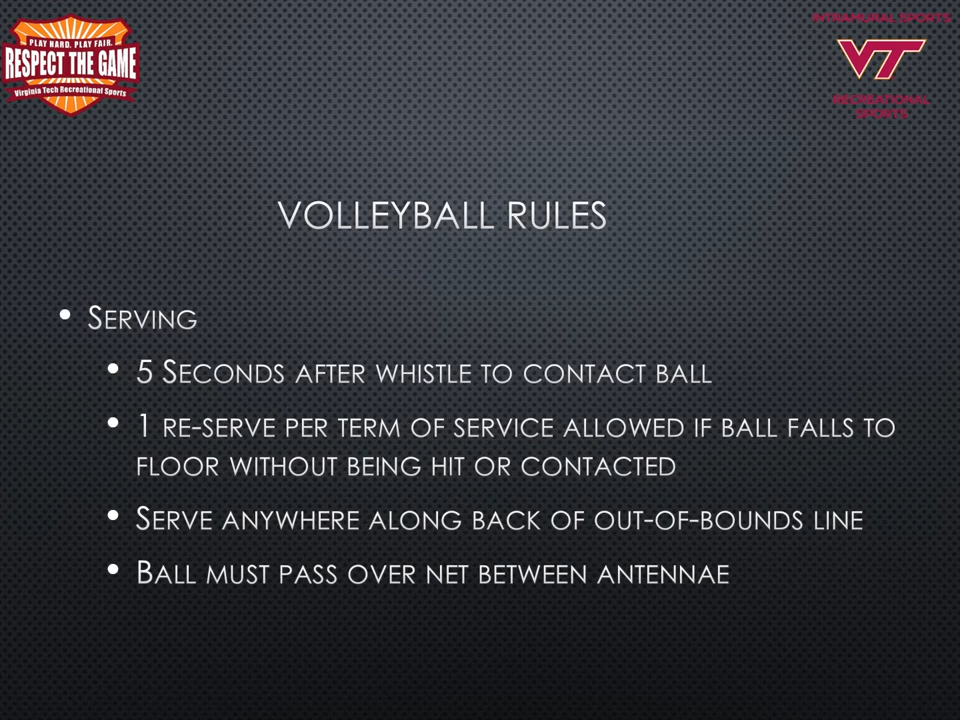 PLAY HARD. PLAY FAIR.
RESPECT THE GAME
Virginia Tech Recreational Sports
INTRAMURAL SPORTS
VT
RECREATIONAL
SPORTS
VOLLEYBALL RULES
• SERVING
• 5 SECONDS AFTER WHISTLE TO CONTACT BALL
• 1 RE-SERVE PER TERM OF SERVICE ALLOWED IF BALL FALLS TO
FLOOR WITHOUT BEING HIT OR CONTACTED
• SERVE ANYWHERE ALONG BACK OF OUT-OF-BOUNDS LINE
• BALL MUST PASS OVER NET BETWEEN ANTENNAE